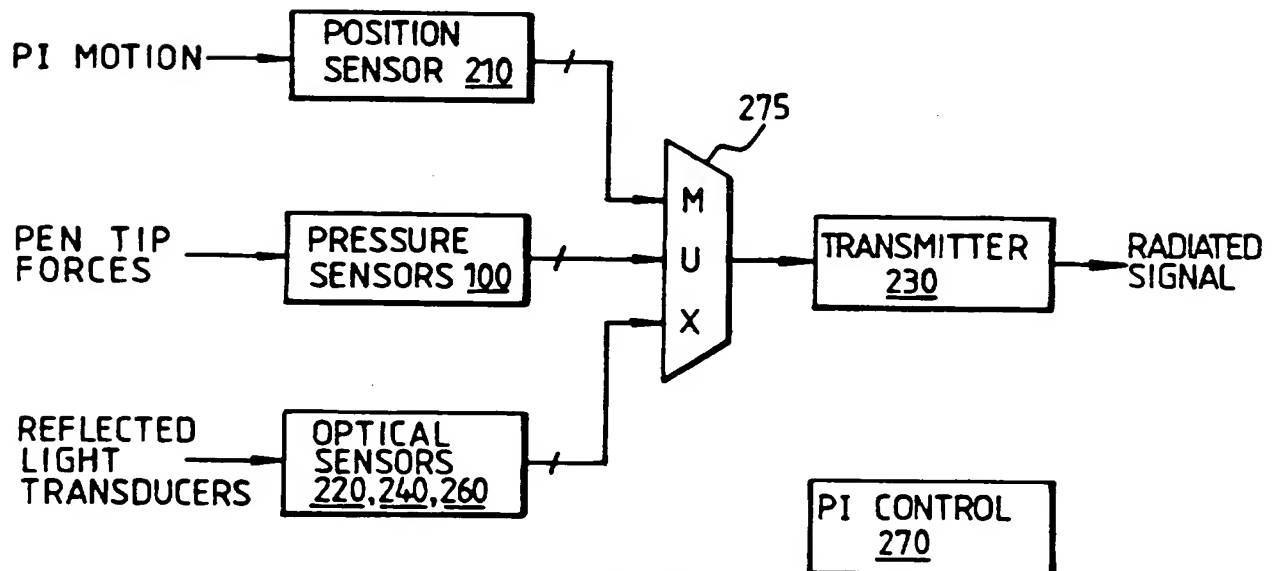 PI MOTION
POSITION
SENSOR 210
275
M
U
X
PEN TIP
FORCES
PRESSURE
SENSORS 100
TRANSMITTER
230
RADIATED
SIGNAL
REFLECTED
LIGHT
TRANSDUCERS
OPTICAL
SENSORS
220, 240, 260
PI CONTROL
270